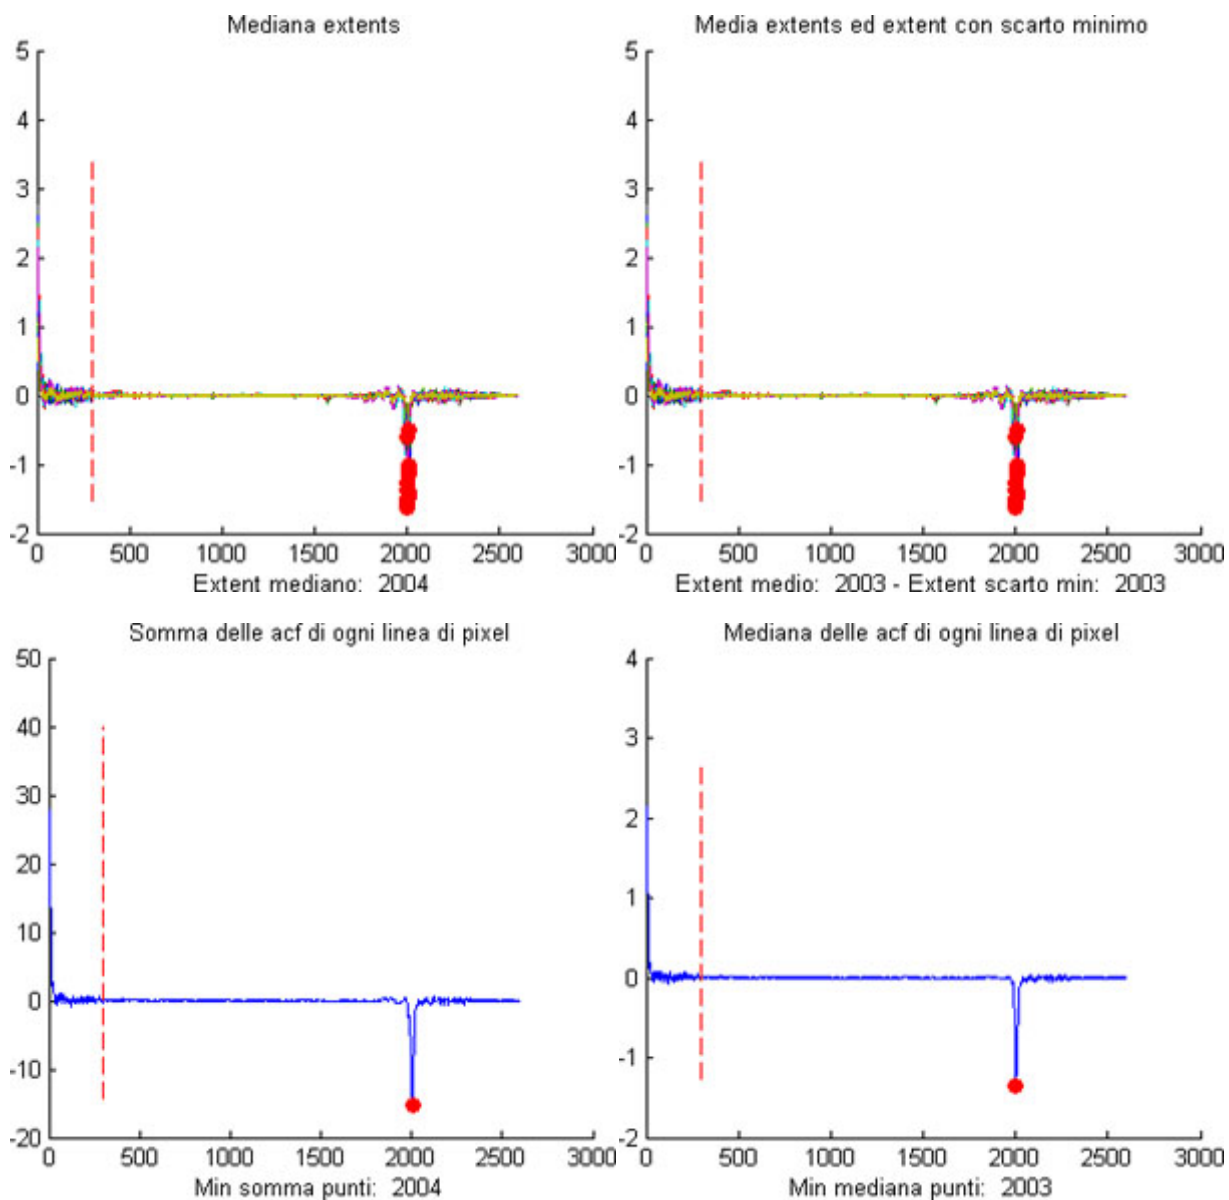 Mediana extents
5
4
3
2
1
0
-1
-2
0 500 1000 1500 2000 2500 3000
Extent mediano: 2004
Media extents ed extent con scarto minimo
5
4
3
2
1
0
-1
-2
0 500 1000 1500 2000 2500 3000
Extent medio: 2003 - Extent scarto min: 2003
Somma delle acf di ogni linea di pixel
50
40
30
20
10
0
-10
-20
0 500 1000 1500 2000 2500 3000
Min somma punti: 2004
Mediana delle acf di ogni linea di pixel
4
3
2
1
0
-1
-2
0 500 1000 1500 2000 2500 3000
Min mediana punti: 2003